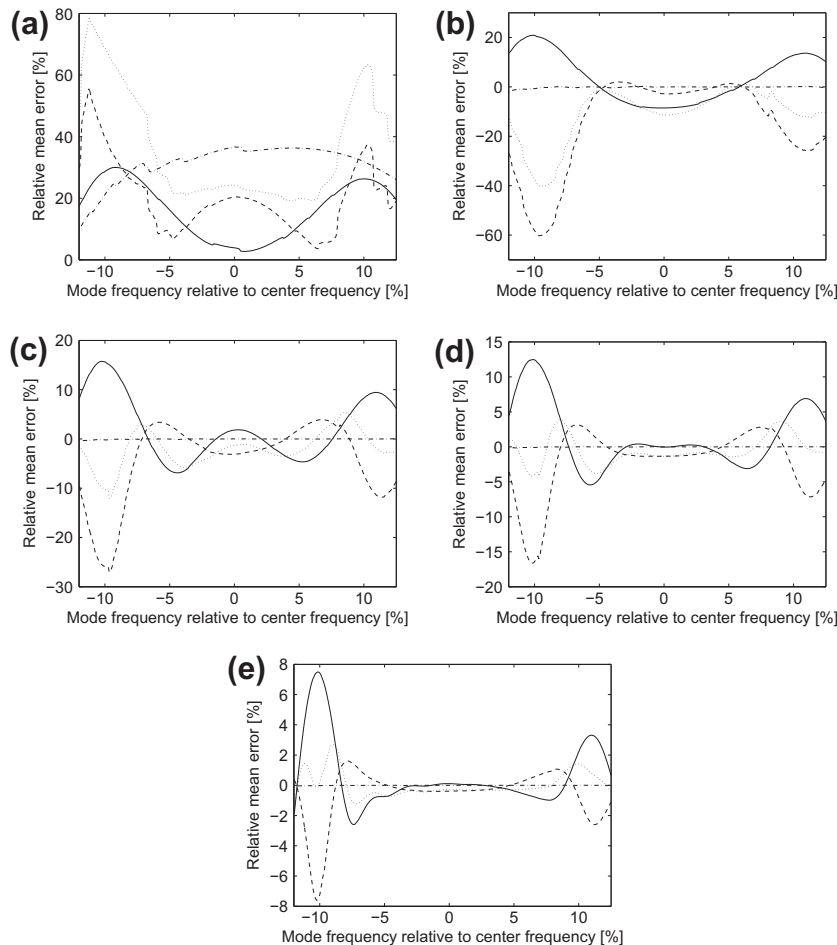 (a)
Relative mean error [%]
80
60
40
20
0
−10 −5 0 5 10
Mode frequency relative to center frequency [%]
(b)
Relative mean error [%]
20
0
−20
−40
−60
−10 −5 0 5 10
Mode frequency relative to center frequency [%]
(c)
Relative mean error [%]
20
10
0
−10
−20
−30
−10 −5 0 5 10
Mode frequency relative to center frequency [%]
(d)
Relative mean error [%]
15
10
5
0
−5
−10
−15
−20
−10 −5 0 5 10
Mode frequency relative to center frequency [%]
(e)
Relative mean error [%]
8
6
4
2
0
−2
−4
−6
−8
−10 −5 0 5 10
Mode frequency relative to center frequency [%]